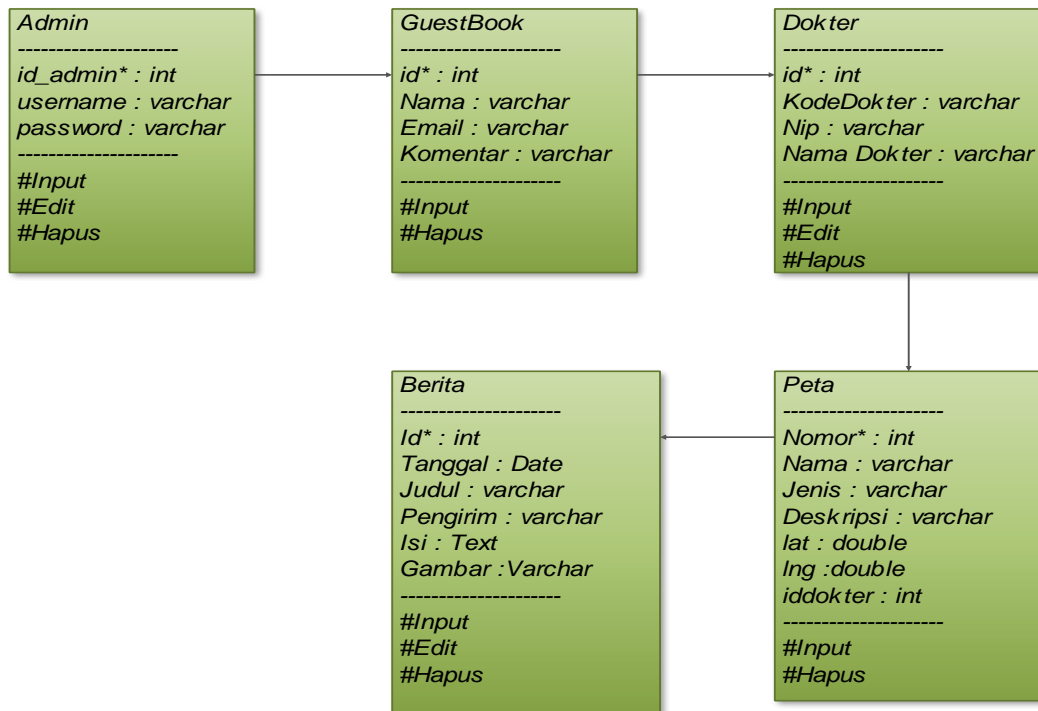 Admin
---------------------
id_admin* : int
username : varchar
password : varchar
---------------------
#Input
#Edit
#Hapus
GuestBook
---------------------
id* : int
Nama : varchar
Email : varchar
Komentar : varchar
---------------------
#Input
#Hapus
Dokter
---------------------
id* : int
KodeDokter : varchar
Nip : varchar
Nama Dokter : varchar
---------------------
#Input
#Edit
#Hapus
Berita
---------------------
Id* : int
Tanggal : Date
Judul : varchar
Pengirim : varchar
Isi : Text
Gambar :Varchar
---------------------
#Input
#Edit
#Hapus
Peta
---------------------
Nomor* : int
Nama : varchar
Jenis : varchar
Deskripsi : varchar
lat : double
lng :double
iddokter : int
---------------------
#Input
#Hapus